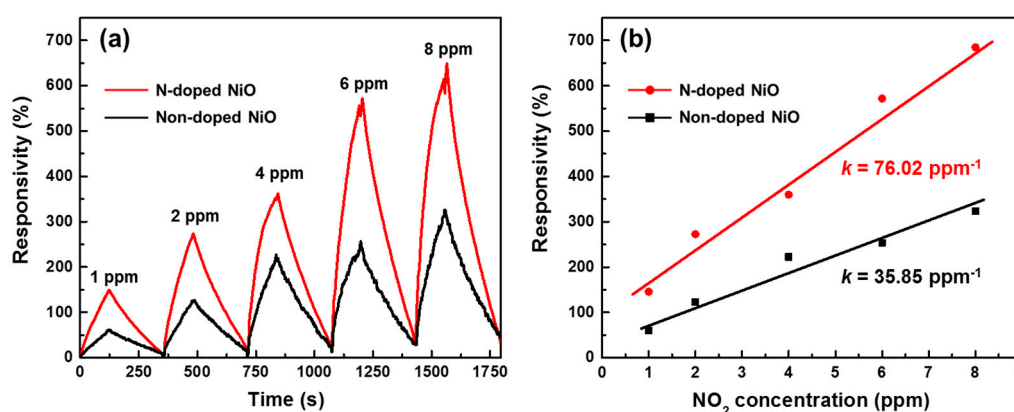 (a)
N-doped NiO
Non-doped NiO
1 ppm
2 ppm
4 ppm
6 ppm
8 ppm
Responsivity (%)
700
600
500
400
300
200
100
0
0 250 500 750 1000 1250 1500 1750
Time (s)
(b)
N-doped NiO
Non-doped NiO
k = 76.02 ppm⁻¹
k = 35.85 ppm⁻¹
Responsivity (%)
700
600
500
400
300
200
100
0
0 1 2 3 4 5 6 7 8 9
NO₂ concentration (ppm)